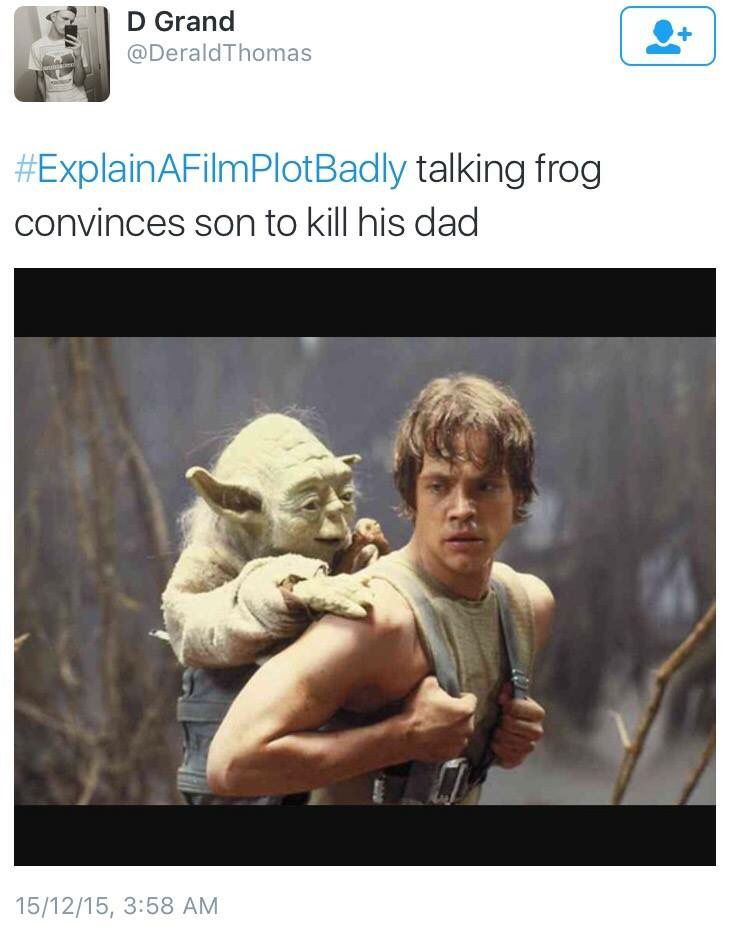 D Grand
@DeraldThomas
#ExplainAFilmPlotBadly talking frog
convinces son to kill his dad
15/12/15, 3:58 AM